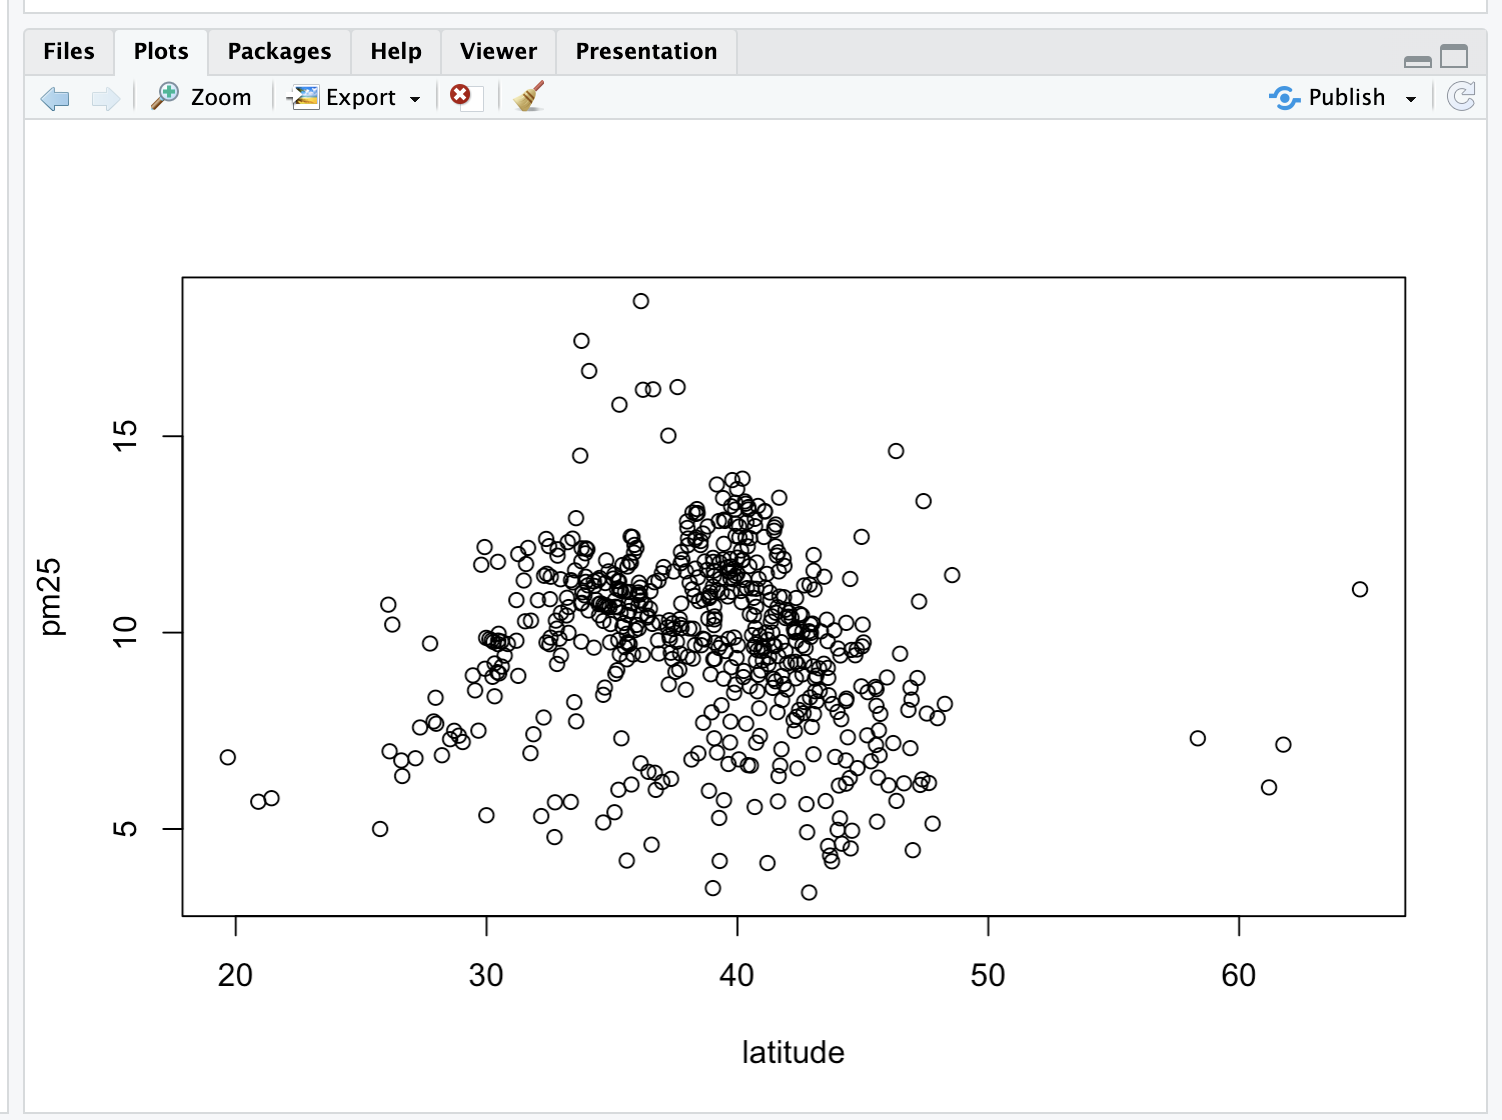 Files Plots Packages Help Viewer Presentation
Zoom Export Publish
pm25
15
10
5
20 30 40 50 60
latitude